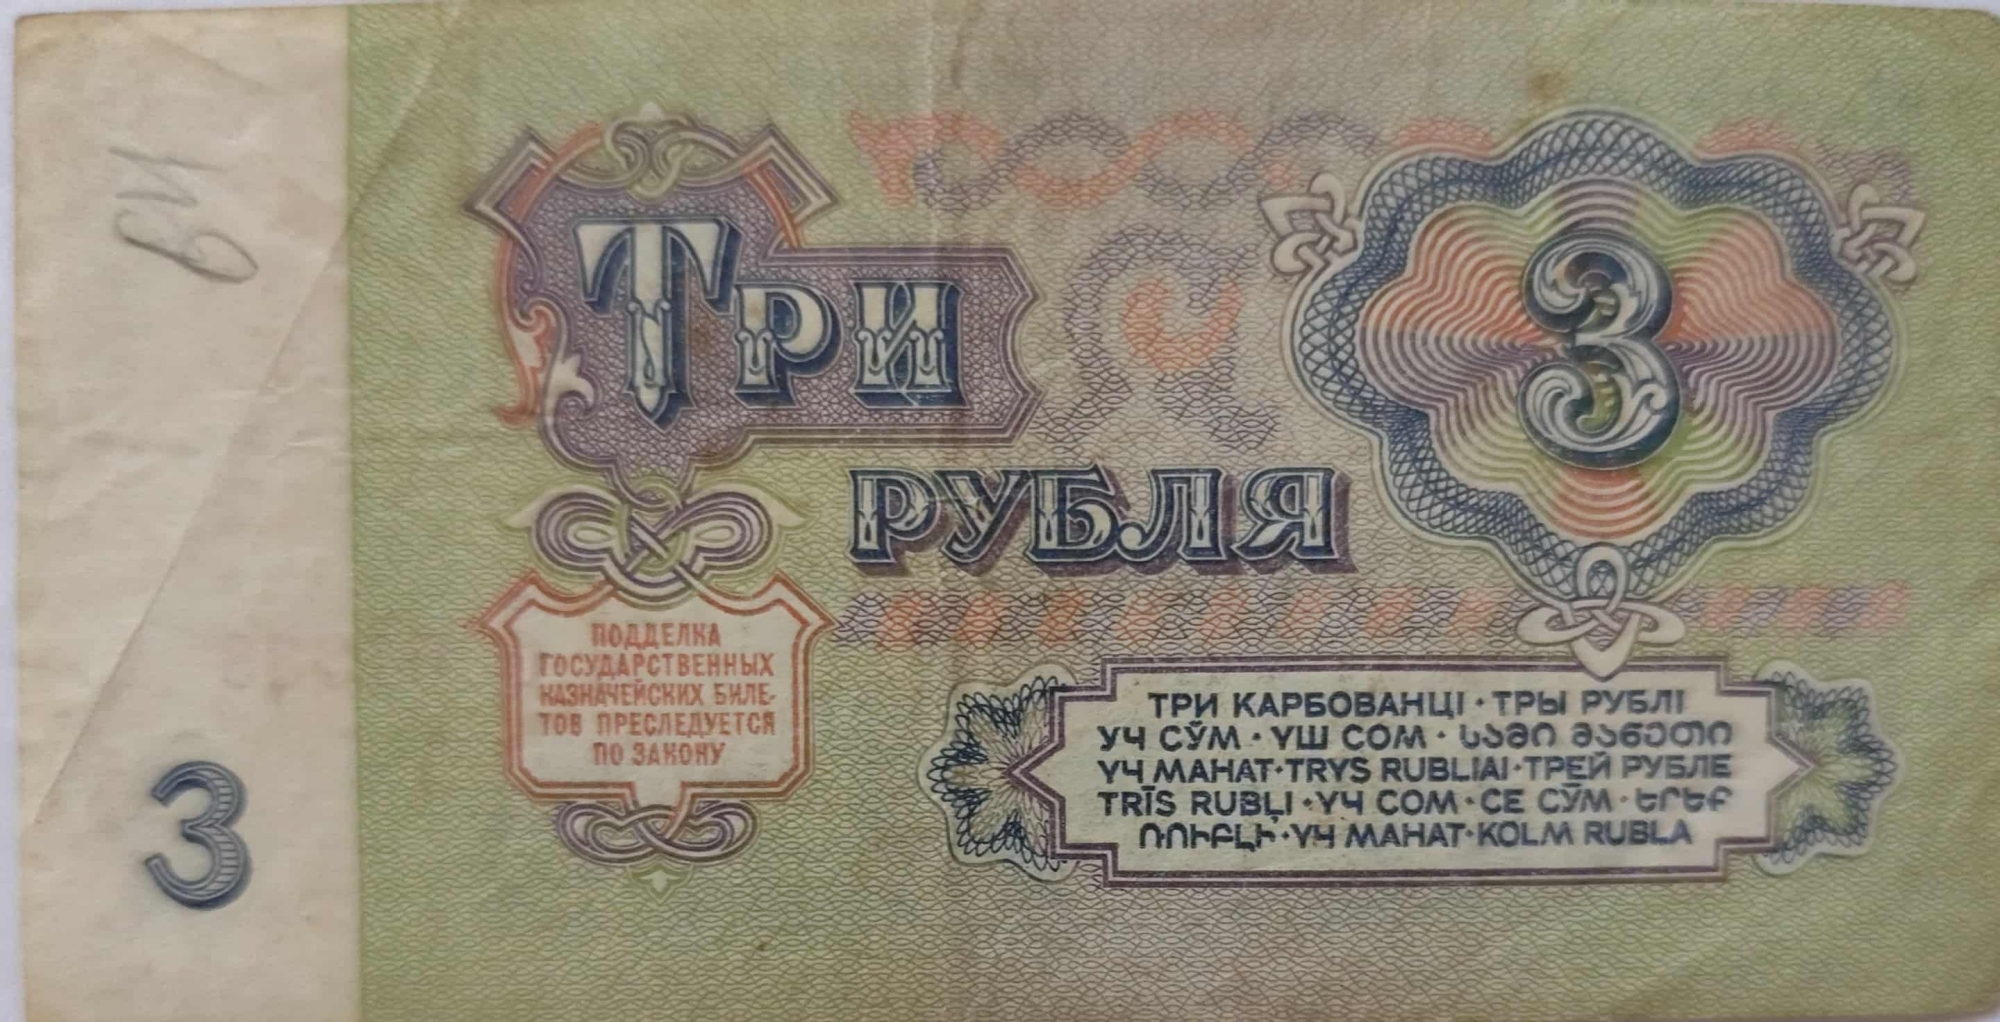 ТРИ
3
РУБЛЯ
ПОДДЕЛКА
ГОСУДАРСТВЕННЫХ
КАЗНАЧЕЙСКИХ БИЛЕ-
ТОВ ПРЕСЛЕДУЕТСЯ
ПО ЗАКОНУ
ТРИ КАРБОВАНЦІ · ТРЫ РУБЛІ
УЧ СЎМ · ҮШ СОМ · ᲡᲐᲛᲘ ᲛᲐᲜᲔᲗᲘ
ҮЧ МАНАТ · TRYS RUBLIAI · ТРЕЙ РУБЛЕ
TRĪS RUBĻI · ҮЧ СОМ · СЕ СӮМ · ԵՐԵՔ
ՌՈՒԲԼԻ · ҮЧ МАНАТ · KOLM RUBLA
3